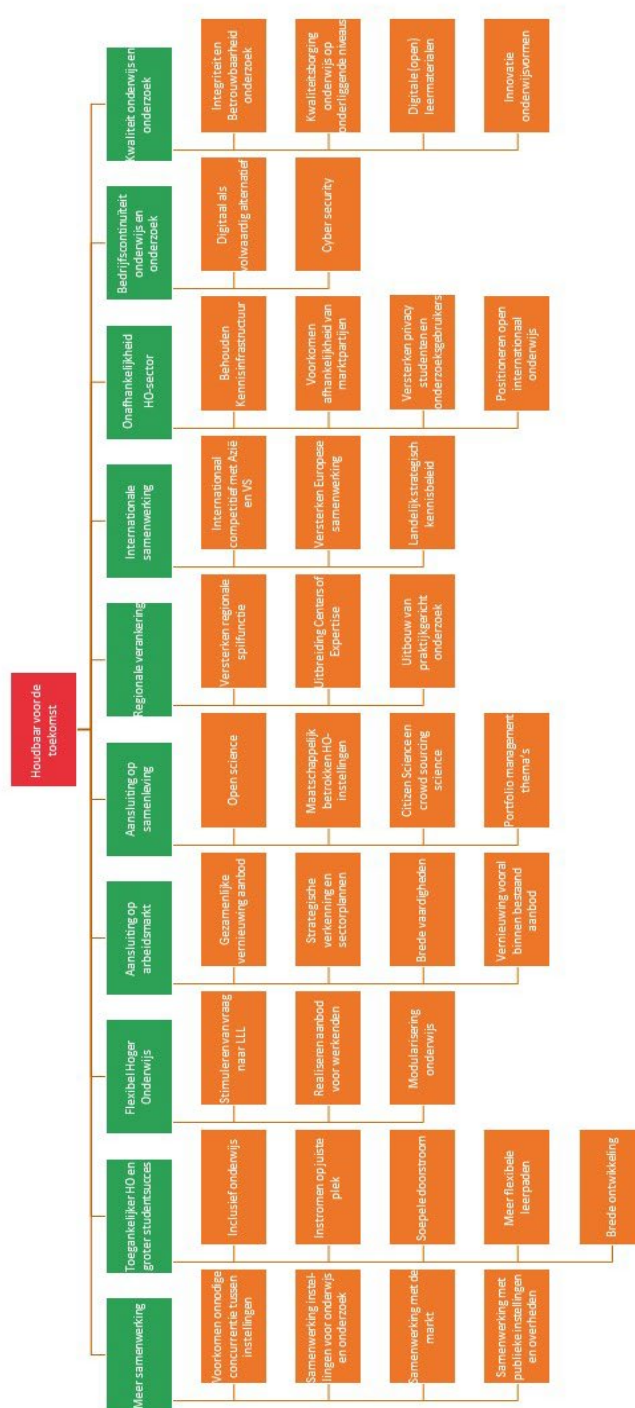 Houdbaar voor de
toekomst
Meer samenwerking
Voorkomen onnodige
concurrentie tussen
instellingen
Samenwerking instel-
lingen voor onderwijs
en onderzoek
Samenwerking met de
markt
Samenwerking met
publieke instellingen
en overheden
Toegankelijker HO en
groter studentsucces
Inclusief onderwijs
Instromen op juiste
plek
Soepele doorstroom
Meer flexibele
leerpaden
Brede ontwikkeling
Flexibel Hoger
Onderwijs
Stimuleren van vraag
naar LLL
Realiseren aanbod
voor werkenden
Modularisering
onderwijs
Aansluiting op
arbeidsmarkt
Gezamenlijke
vernieuwing aanbod
Strategische
verkenning en
sectorplannen
Brede vaardigheden
Vernieuwing vooral
binnen bestaand
aanbod
Aansluiting op
samenleving
Open science
Maatschappelijk
betrokken HO-
instellingen
Citizen Science en
crowd sourcing
science
Portfolio management
thema's
Regionale verankering
Versterken regionale
spilfunctie
Uitbreiding Centers of
Expertise
Uitbouw van
praktijkgericht
onderzoek
Internationale
samenwerking
Internationaal
competitief met Azië
en VS
Versterken Europese
samenwerking
Landelijk strategisch
kennisbeleid
Onafhankelijkheid
HO-sector
Behouden
Kennisinfrastructuur
Voorkomen
afhankelijkheid van
marktpartijen
Versterken privacy
studenten en
onderzoeksgebruikers
Positioneren open
internationaal
onderwijs
Bedrijfscontinuïteit
onderwijs en
onderzoek
Digitaal als
volwaardig alternatief
Cyber security
Kwaliteit onderwijs en
onderzoek
Integriteit en
Betrouwbaarheid
onderzoek
Kwaliteitsborging
onderwijs op
onderliggende niveaus
Digitale (open)
leermaterialen
Innovatie
onderwijsvormen